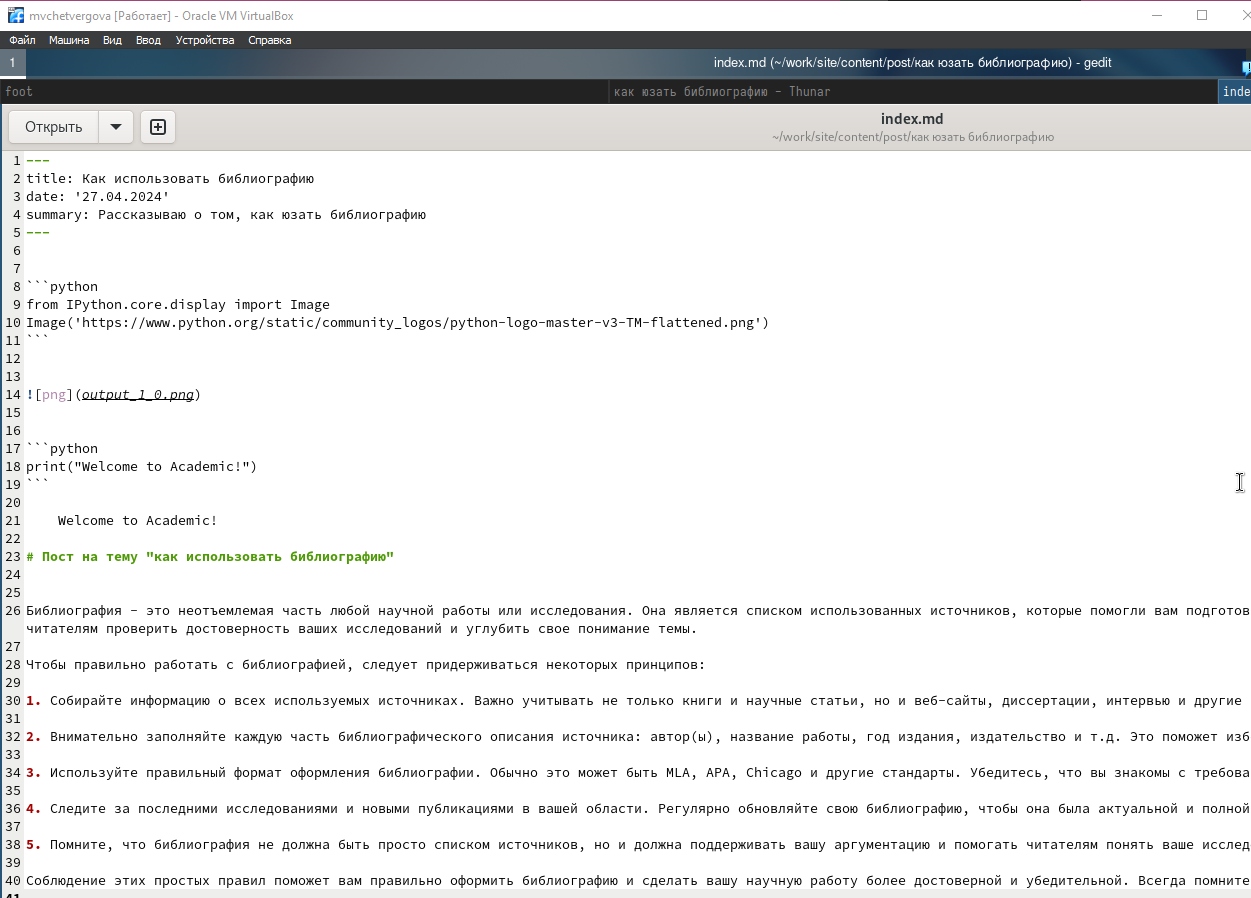 mvchetvergova [Работает] - Oracle VM VirtualBox
Файл Машина Вид Ввод Устройства Справка
1 index.md (~/work/site/content/post/как юзать библиографию) - gedit
foot как юзать библиографию - Thunar inde
Открыть index.md
~/work/site/content/post/как юзать библиографию
1 ---
2 title: Как использовать библиографию
3 date: '27.04.2024'
4 summary: Рассказываю о том, как юзать библиографию
5 ---
6
7
8 ```python
9 from IPython.core.display import Image
10 Image('https://www.python.org/static/community_logos/python-logo-master-v3-TM-flattened.png')
11 ```
12
13
14 ![png](output_1_0.png)
15
16
17 ```python
18 print("Welcome to Academic!")
19 ```
20
21     Welcome to Academic!
22
23 # Пост на тему "как использовать библиографию"
24
25
26 Библиография - это неотъемлемая часть любой научной работы или исследования. Она является списком использованных источников, которые помогли вам подготов
читателям проверить достоверность ваших исследований и углубить свое понимание темы.
27
28 Чтобы правильно работать с библиографией, следует придерживаться некоторых принципов:
29
30 1. Собирайте информацию о всех используемых источниках. Важно учитывать не только книги и научные статьи, но и веб-сайты, диссертации, интервью и другие
31
32 2. Внимательно заполняйте каждую часть библиографического описания источника: автор(ы), название работы, год издания, издательство и т.д. Это поможет изб
33
34 3. Используйте правильный формат оформления библиографии. Обычно это может быть MLA, APA, Chicago и другие стандарты. Убедитесь, что вы знакомы с требова
35
36 4. Следите за последними исследованиями и новыми публикациями в вашей области. Регулярно обновляйте свою библиографию, чтобы она была актуальной и полной
37
38 5. Помните, что библиография не должна быть просто списком источников, но и должна поддерживать вашу аргументацию и помогать читателям понять ваше исслед
39
40 Соблюдение этих простых правил поможет вам правильно оформить библиографию и сделать вашу научную работу более достоверной и убедительной. Всегда помните
41